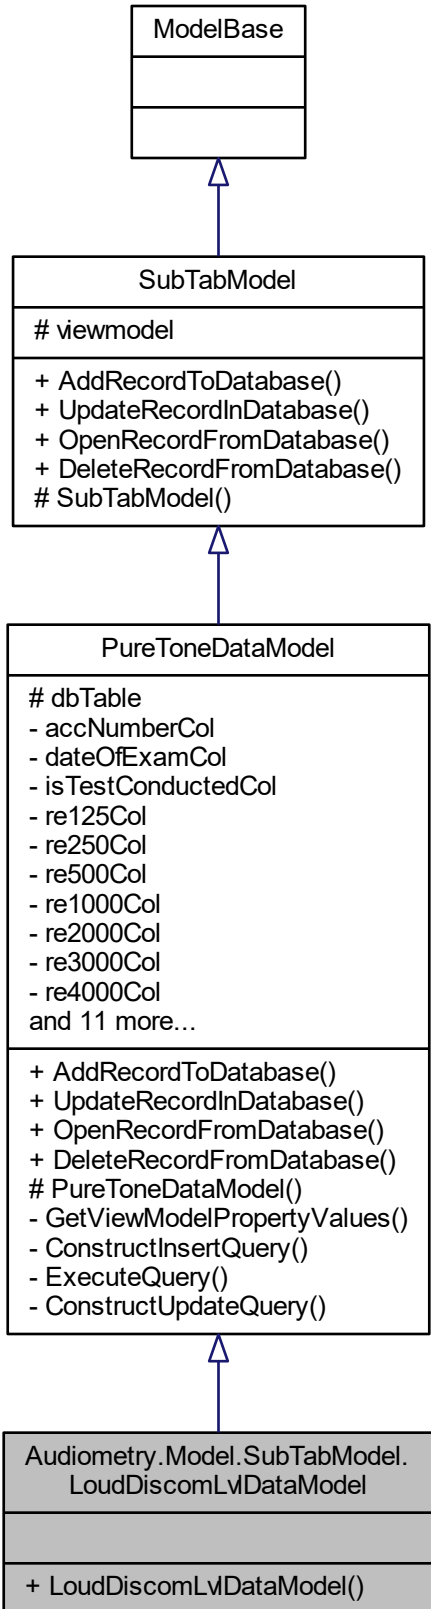 ModelBase
SubTabModel
# viewmodel
+ AddRecordToDatabase()
+ UpdateRecordInDatabase()
+ OpenRecordFromDatabase()
+ DeleteRecordFromDatabase()
# SubTabModel()
PureToneDataModel
# dbTable
- accNumberCol
- dateOfExamCol
- isTestConductedCol
- re125Col
- re250Col
- re500Col
- re1000Col
- re2000Col
- re3000Col
- re4000Col
and 11 more...
+ AddRecordToDatabase()
+ UpdateRecordInDatabase()
+ OpenRecordFromDatabase()
+ DeleteRecordFromDatabase()
# PureToneDataModel()
- GetViewModelPropertyValues()
- ConstructInsertQuery()
- ExecuteQuery()
- ConstructUpdateQuery()
Audiometry.Model.SubTabModel.
LoudDiscomLvlDataModel
+ LoudDiscomLvlDataModel()